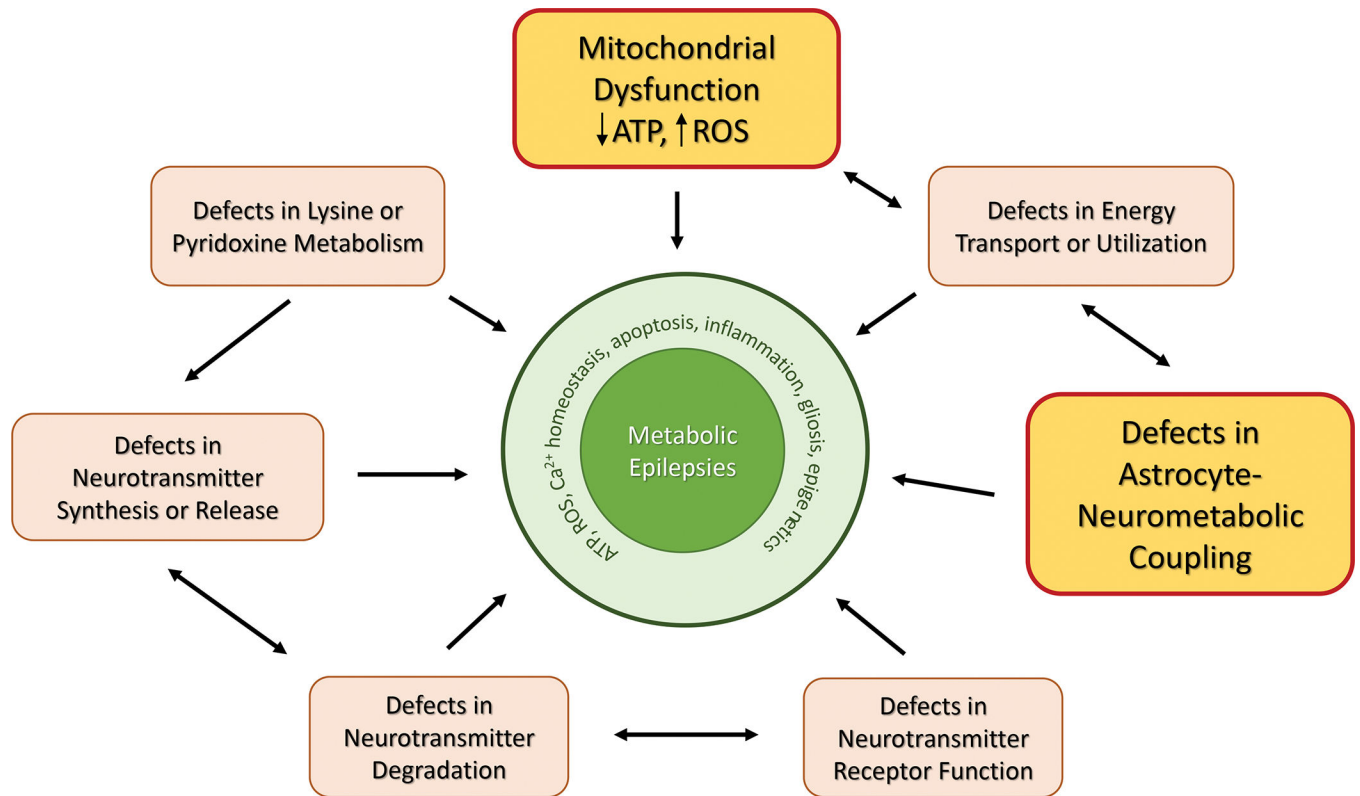 Mitochondrial
Dysfunction
↓ATP, ↑ROS
Defects in Lysine or
Pyridoxine Metabolism
Defects in Energy
Transport or Utilization
ATP, ROS, Ca²⁺ homeostasis, apoptosis, inflammation, gliosis, epigenetics
Metabolic
Epilepsies
Defects in
Neurotransmitter
Synthesis or Release
Defects in
Astrocyte-
Neurometabolic
Coupling
Defects in
Neurotransmitter
Degradation
Defects in
Neurotransmitter
Receptor Function